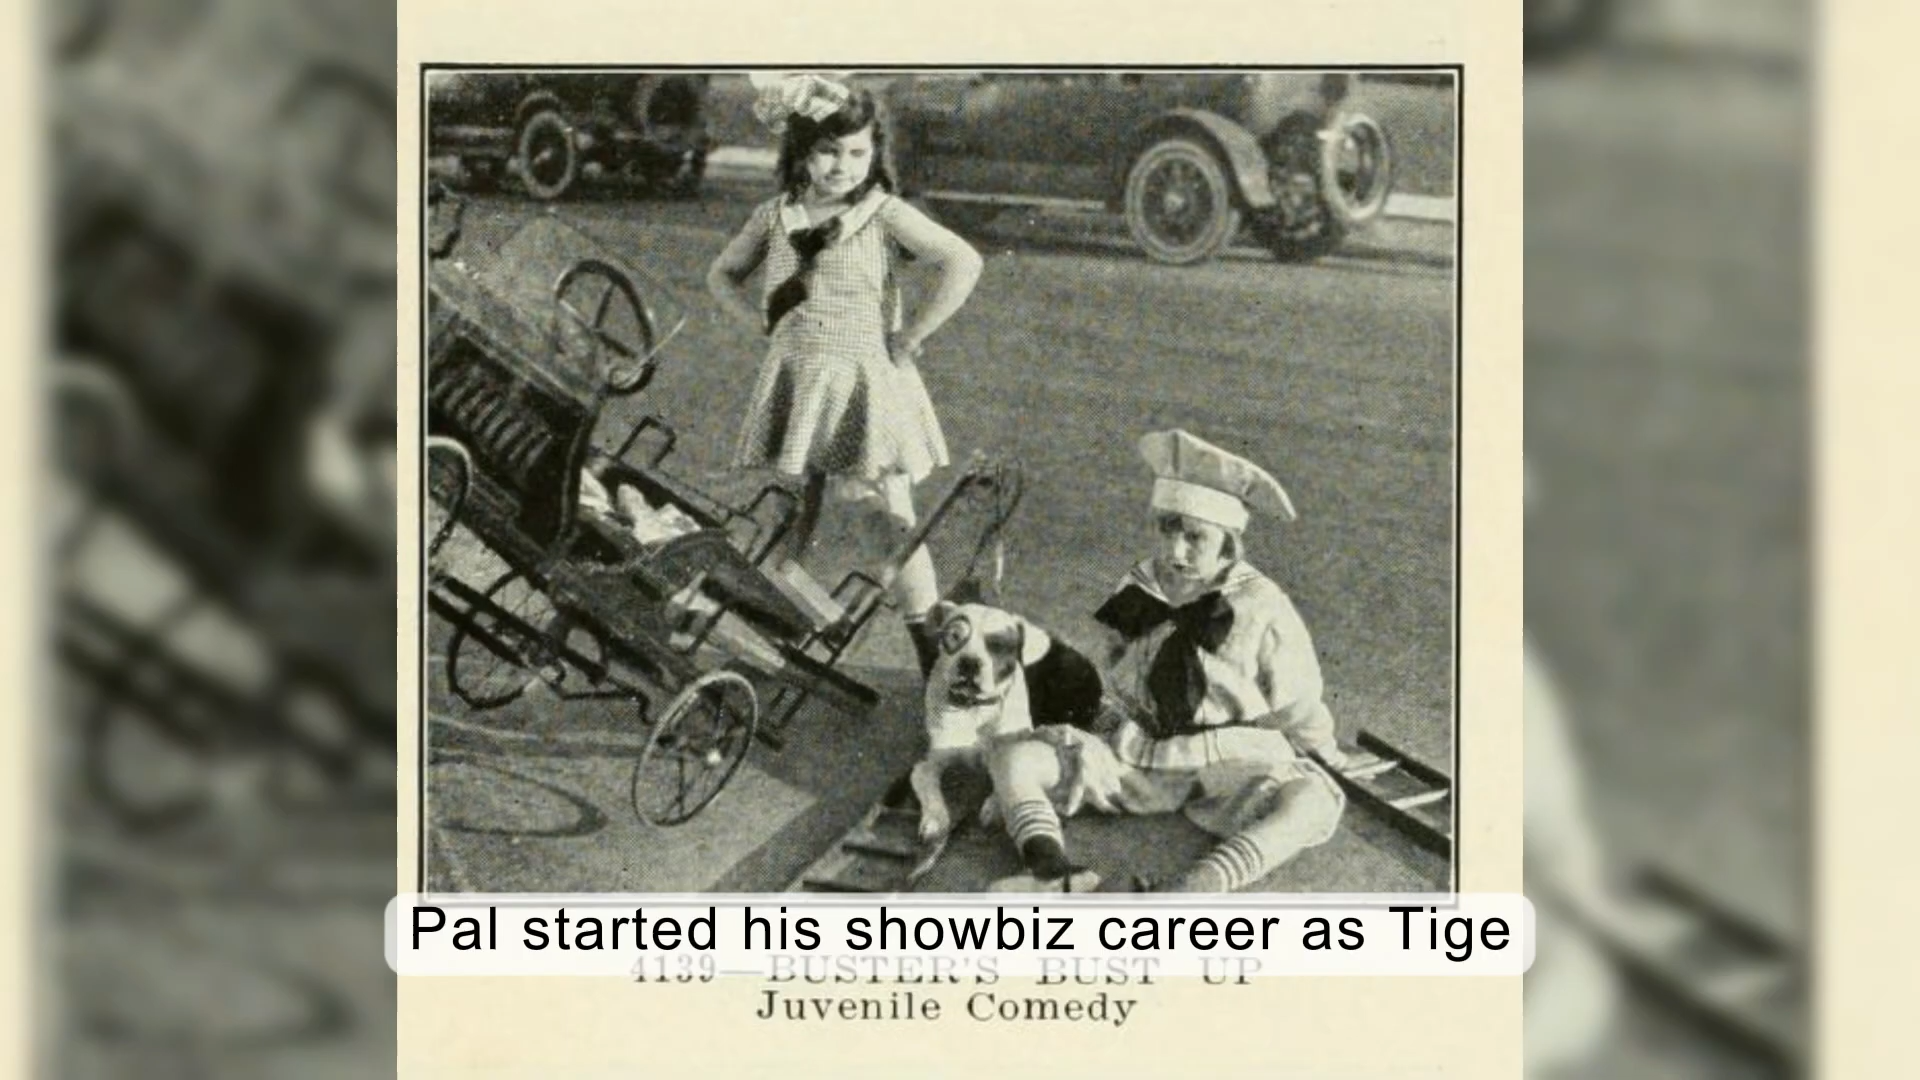 Pal started his showbiz career as Tige
4139—BUSTER'S BUST UP
Juvenile Comedy